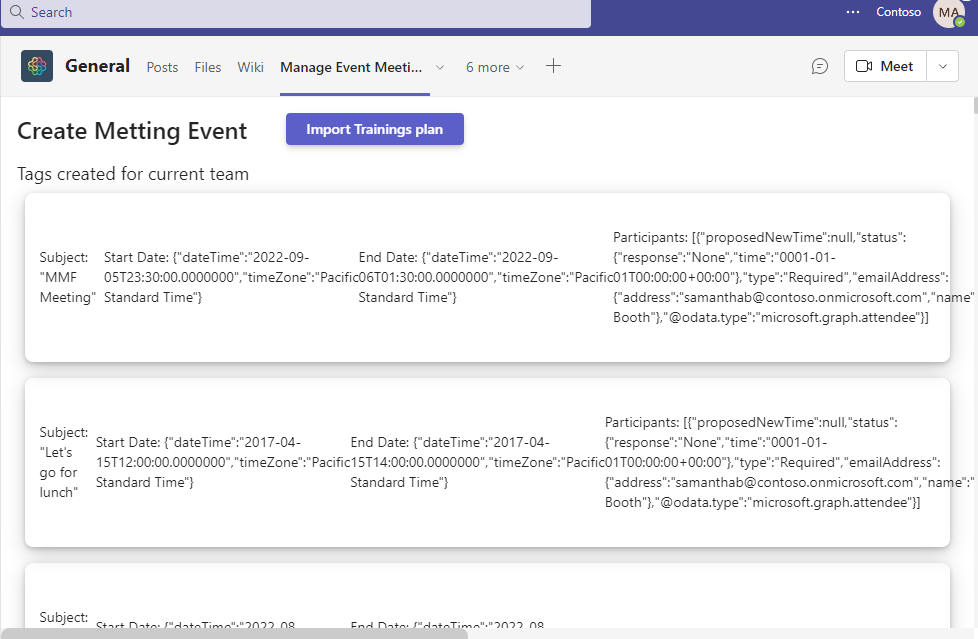 Search
Contoso
MA
General Posts Files Wiki Manage Event Meeti... 6 more
Meet
Create Metting Event
Import Trainings plan
Tags created for current team
Subject:
"MMF
Meeting"
Start Date: {"dateTime":"2022-09-
05T23:30:00.0000000","timeZone":"Pacific
Standard Time"}
End Date: {"dateTime":"2022-09-
06T01:30:00.0000000","timeZone":"Pacific
Standard Time"}
Participants: [{"proposedNewTime":null,"status":
{"response":"None","time":"0001-01-
01T00:00:00+00:00"},"type":"Required","emailAddress":
{"address":"samanthab@contoso.onmicrosoft.com","name"
Booth"},"@odata.type":"microsoft.graph.attendee"}]
Subject:
"Let's
go for
lunch"
Start Date: {"dateTime":"2017-04-
15T12:00:00.0000000","timeZone":"Pacific
Standard Time"}
End Date: {"dateTime":"2017-04-
15T14:00:00.0000000","timeZone":"Pacific
Standard Time"}
Participants: [{"proposedNewTime":null,"status":
{"response":"None","time":"0001-01-
01T00:00:00+00:00"},"type":"Required","emailAddress":
{"address":"samanthab@contoso.onmicrosoft.com","name":"
Booth"},"@odata.type":"microsoft.graph.attendee"}]
Subject:
Start Date: {"dateTime":"2022-08-
End Date: {"dateTime":"2022-08-